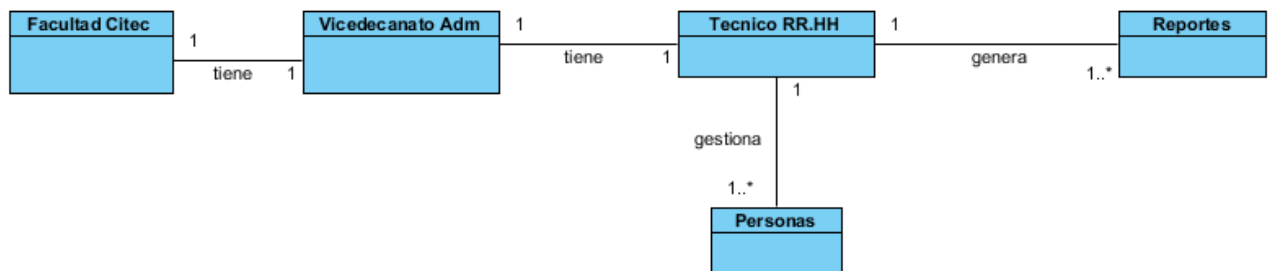 Facultad Citec
Vicedecanato Adm
Tecnico RR.HH
Reportes
1
tiene
1
1
tiene
1
1
genera
1..*
1
gestiona
1..*
Personas